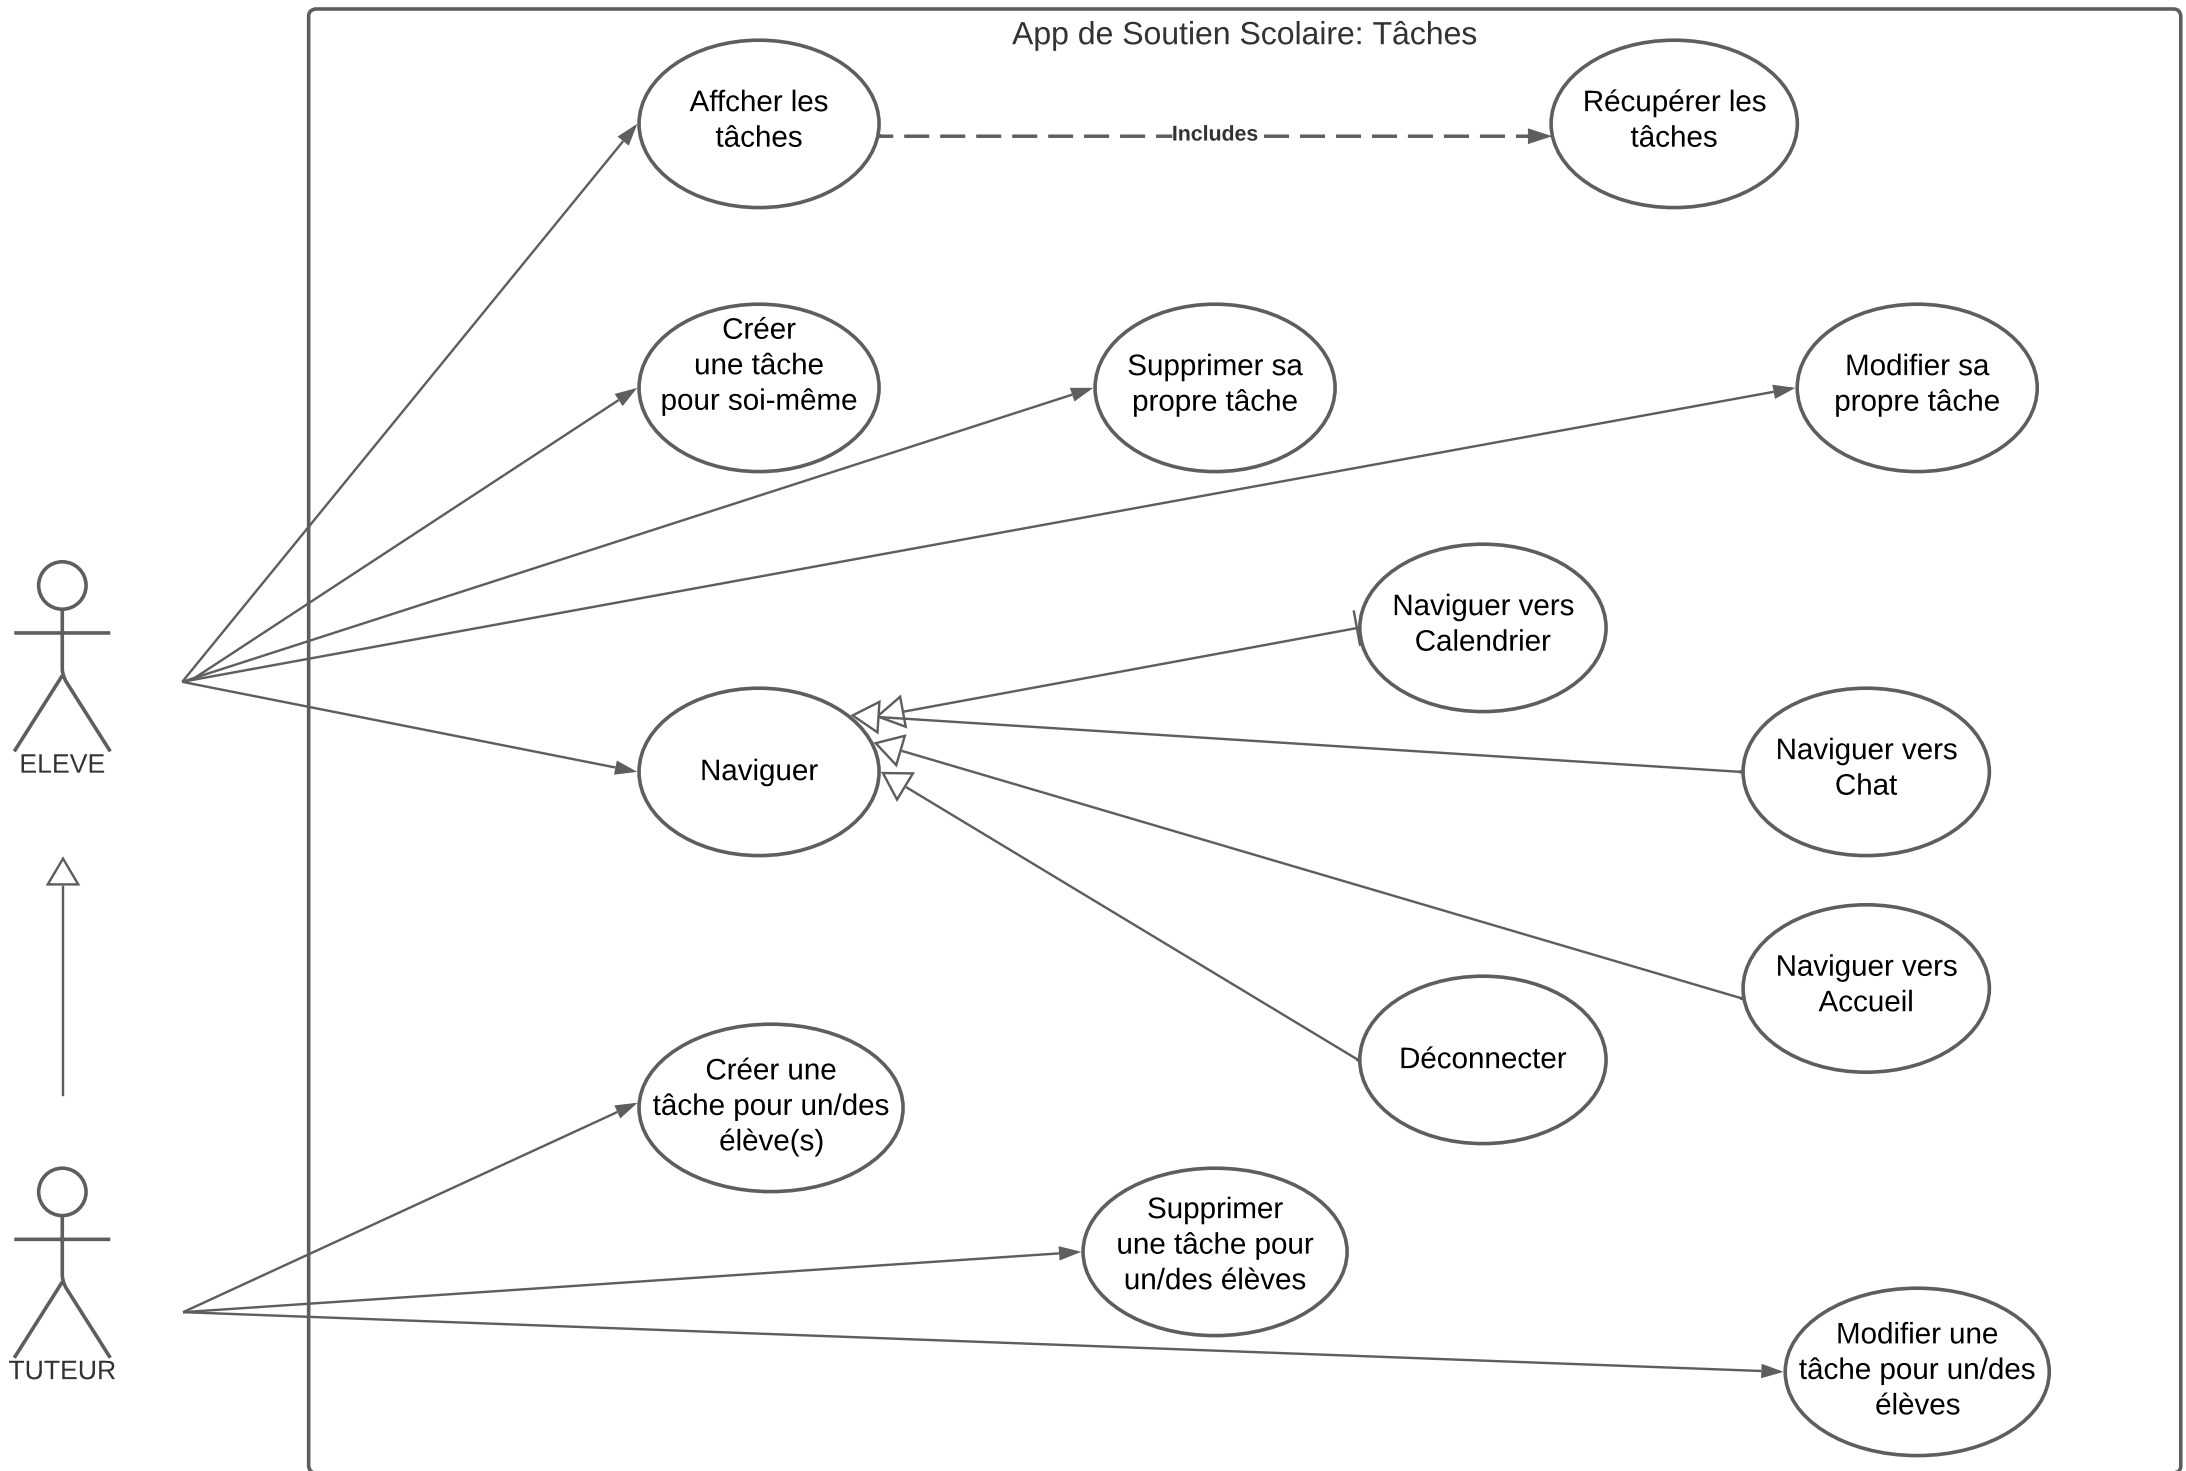 App de Soutien Scolaire: Tâches
Affcher les
tâches
Includes
Récupérer les
tâches
Créer
une tâche
pour soi-même
Supprimer sa
propre tâche
Modifier sa
propre tâche
Naviguer vers
Calendrier
ELEVE
Naviguer
Naviguer vers
Chat
Naviguer vers
Accueil
Déconnecter
Créer une
tâche pour un/des
élève(s)
Supprimer
une tâche pour
un/des élèves
TUTEUR
Modifier une
tâche pour un/des
élèves